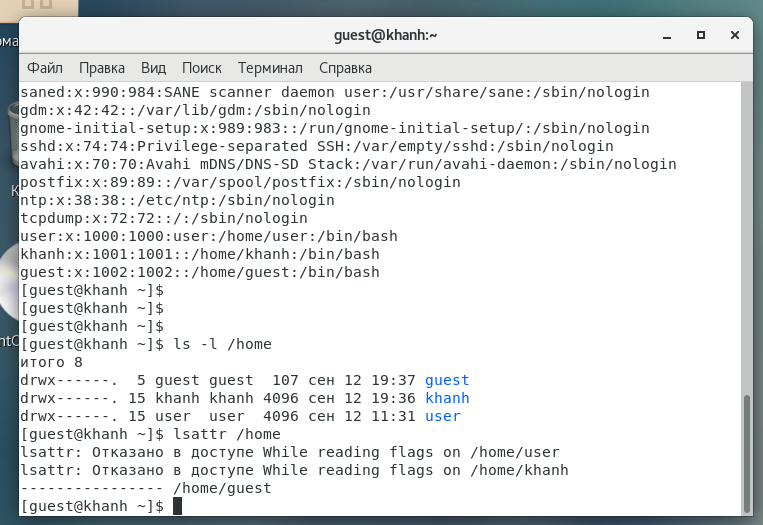 guest@khanh:~
Файл Правка Вид Поиск Терминал Справка
saned:x:990:984:SANE scanner daemon user:/usr/share/sane:/sbin/nologin
gdm:x:42:42::/var/lib/gdm:/sbin/nologin
gnome-initial-setup:x:989:983::/run/gnome-initial-setup/:/sbin/nologin
sshd:x:74:74:Privilege-separated SSH:/var/empty/sshd:/sbin/nologin
avahi:x:70:70:Avahi mDNS/DNS-SD Stack:/var/run/avahi-daemon:/sbin/nologin
postfix:x:89:89::/var/spool/postfix:/sbin/nologin
ntp:x:38:38::/etc/ntp:/sbin/nologin
tcpdump:x:72:72::/:/sbin/nologin
user:x:1000:1000:user:/home/user:/bin/bash
khanh:x:1001:1001::/home/khanh:/bin/bash
guest:x:1002:1002::/home/guest:/bin/bash
[guest@khanh ~]$
[guest@khanh ~]$
[guest@khanh ~]$
[guest@khanh ~]$ ls -l /home
итого 8
drwx------.  5 guest guest  107 сен 12 19:37 guest
drwx------. 15 khanh khanh 4096 сен 12 19:36 khanh
drwx------. 15 user  user  4096 сен 12 11:31 user
[guest@khanh ~]$ lsattr /home
lsattr: Отказано в доступе While reading flags on /home/user
lsattr: Отказано в доступе While reading flags on /home/khanh
---------------- /home/guest
[guest@khanh ~]$